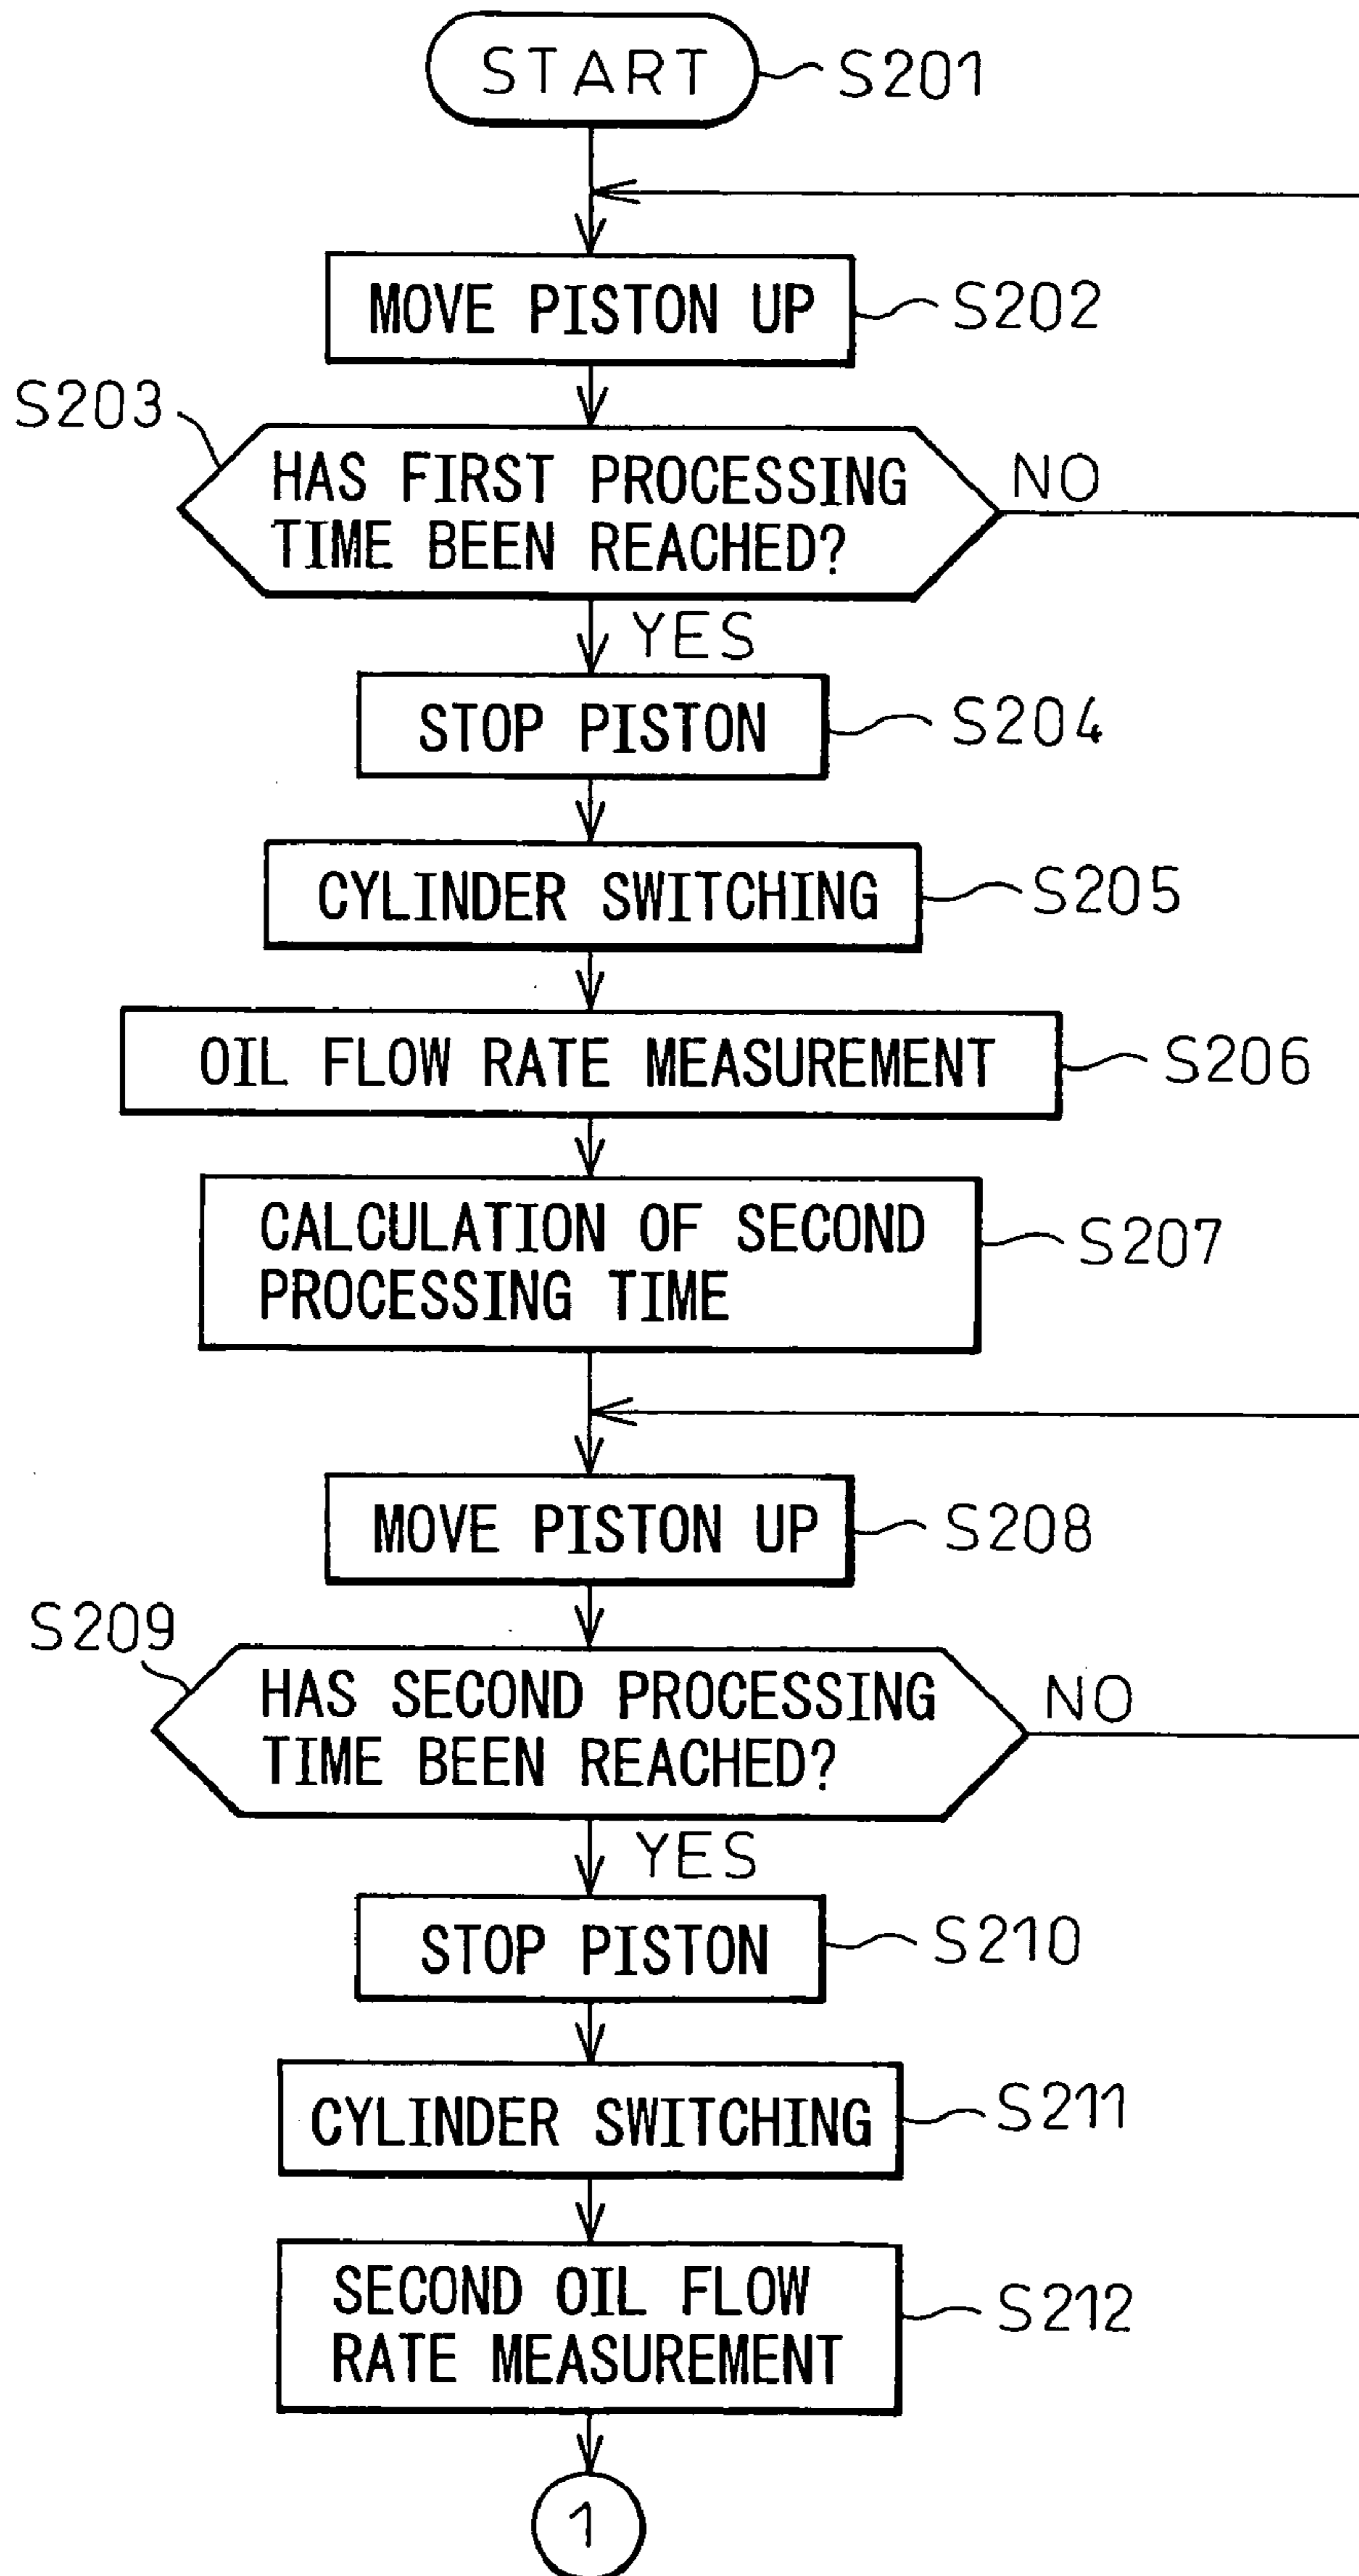 START
S201
MOVE PISTON UP
S202
S203
HAS FIRST PROCESSING
TIME BEEN REACHED?
NO
YES
STOP PISTON
S204
CYLINDER SWITCHING
S205
OIL FLOW RATE MEASUREMENT
S206
CALCULATION OF SECOND
PROCESSING TIME
S207
MOVE PISTON UP
S208
S209
HAS SECOND PROCESSING
TIME BEEN REACHED?
NO
YES
STOP PISTON
S210
CYLINDER SWITCHING
S211
SECOND OIL FLOW
RATE MEASUREMENT
S212
1